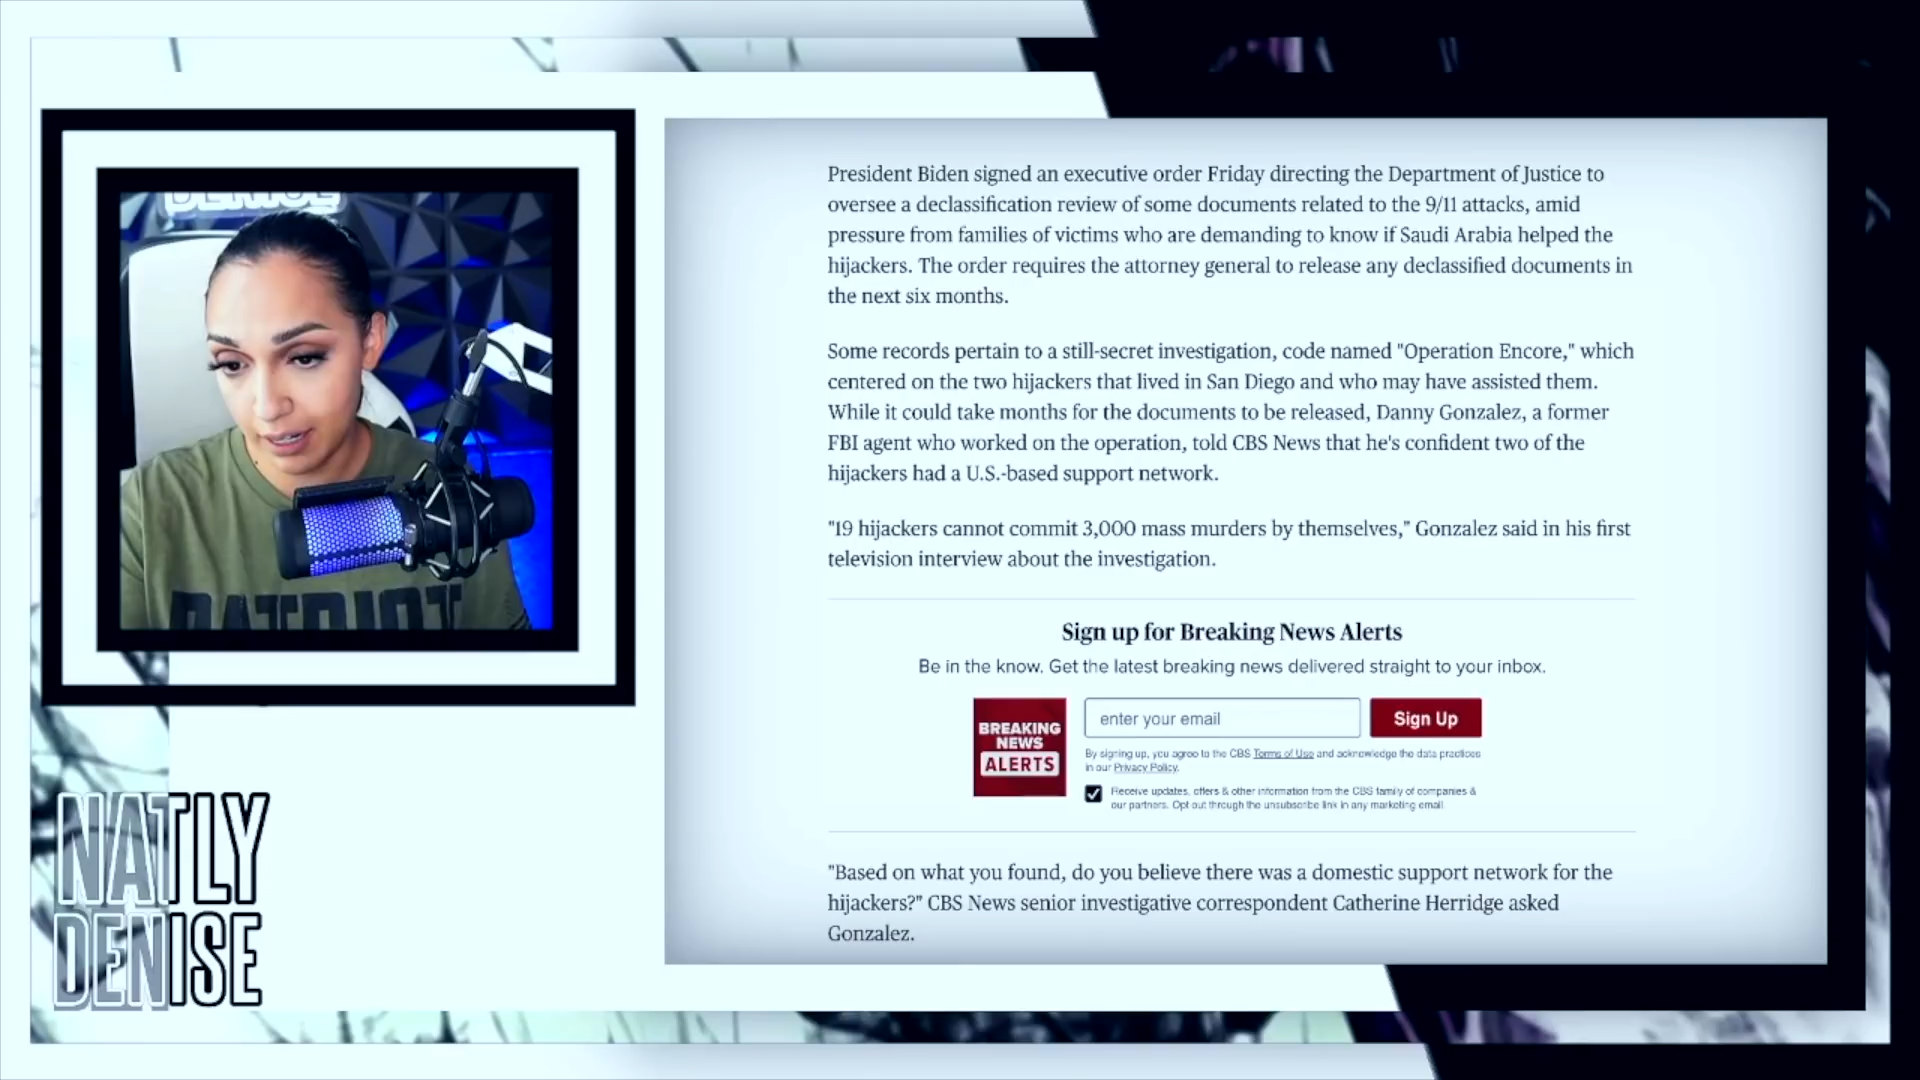 DENISE
PATRIOT
NATLY
DENISE
President Biden signed an executive order Friday directing the Department of Justice to
oversee a declassification review of some documents related to the 9/11 attacks, amid
pressure from families of victims who are demanding to know if Saudi Arabia helped the
hijackers. The order requires the attorney general to release any declassified documents in
the next six months.
Some records pertain to a still-secret investigation, code named "Operation Encore," which
centered on the two hijackers that lived in San Diego and who may have assisted them.
While it could take months for the documents to be released, Danny Gonzalez, a former
FBI agent who worked on the operation, told CBS News that he's confident two of the
hijackers had a U.S.-based support network.
"19 hijackers cannot commit 3,000 mass murders by themselves," Gonzalez said in his first
television interview about the investigation.
Sign up for Breaking News Alerts
Be in the know. Get the latest breaking news delivered straight to your inbox.
BREAKING
NEWS
ALERTS
enter your email
Sign Up
By signing up, you agree to the CBS Terms of Use and acknowledge the data practices
in our Privacy Policy.
Receive updates, offers & other information from the CBS family of companies &
our partners. Opt out through the unsubscribe link in any marketing email.
"Based on what you found, do you believe there was a domestic support network for the
hijackers?" CBS News senior investigative correspondent Catherine Herridge asked
Gonzalez.